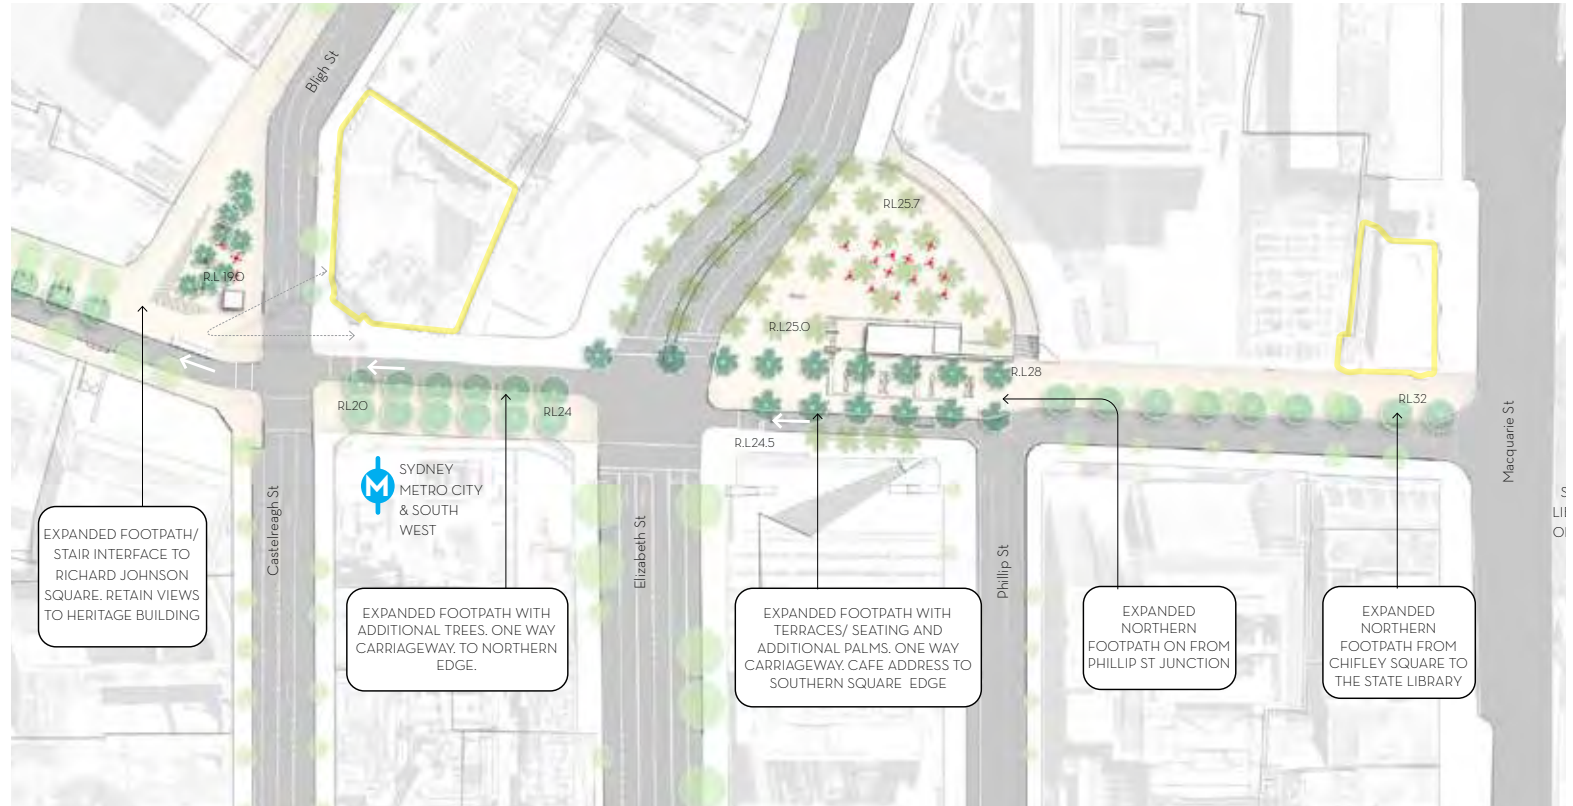 Bligh St
RL25.7
R.L 19.0
R.L25.0
R.L28
RL20
RL24
RL32
R.L24.5
Macquarie St
M
SYDNEY
METRO CITY
& SOUTH
WEST
Castelreagh St
Elizabeth St
Phillip St
S
LI
O
EXPANDED FOOTPATH/
STAIR INTERFACE TO
RICHARD JOHNSON
SQUARE. RETAIN VIEWS
TO HERITAGE BUILDING
EXPANDED FOOTPATH WITH
ADDITIONAL TREES. ONE WAY
CARRIAGEWAY. TO NORTHERN
EDGE.
EXPANDED FOOTPATH WITH
TERRACES/ SEATING AND
ADDITIONAL PALMS. ONE WAY
CARRIAGEWAY. CAFE ADDRESS TO
SOUTHERN SQUARE EDGE
EXPANDED
NORTHERN
FOOTPATH ON FROM
PHILLIP ST JUNCTION
EXPANDED
NORTHERN
FOOTPATH FROM
CHIFLEY SQUARE TO
THE STATE LIBRARY